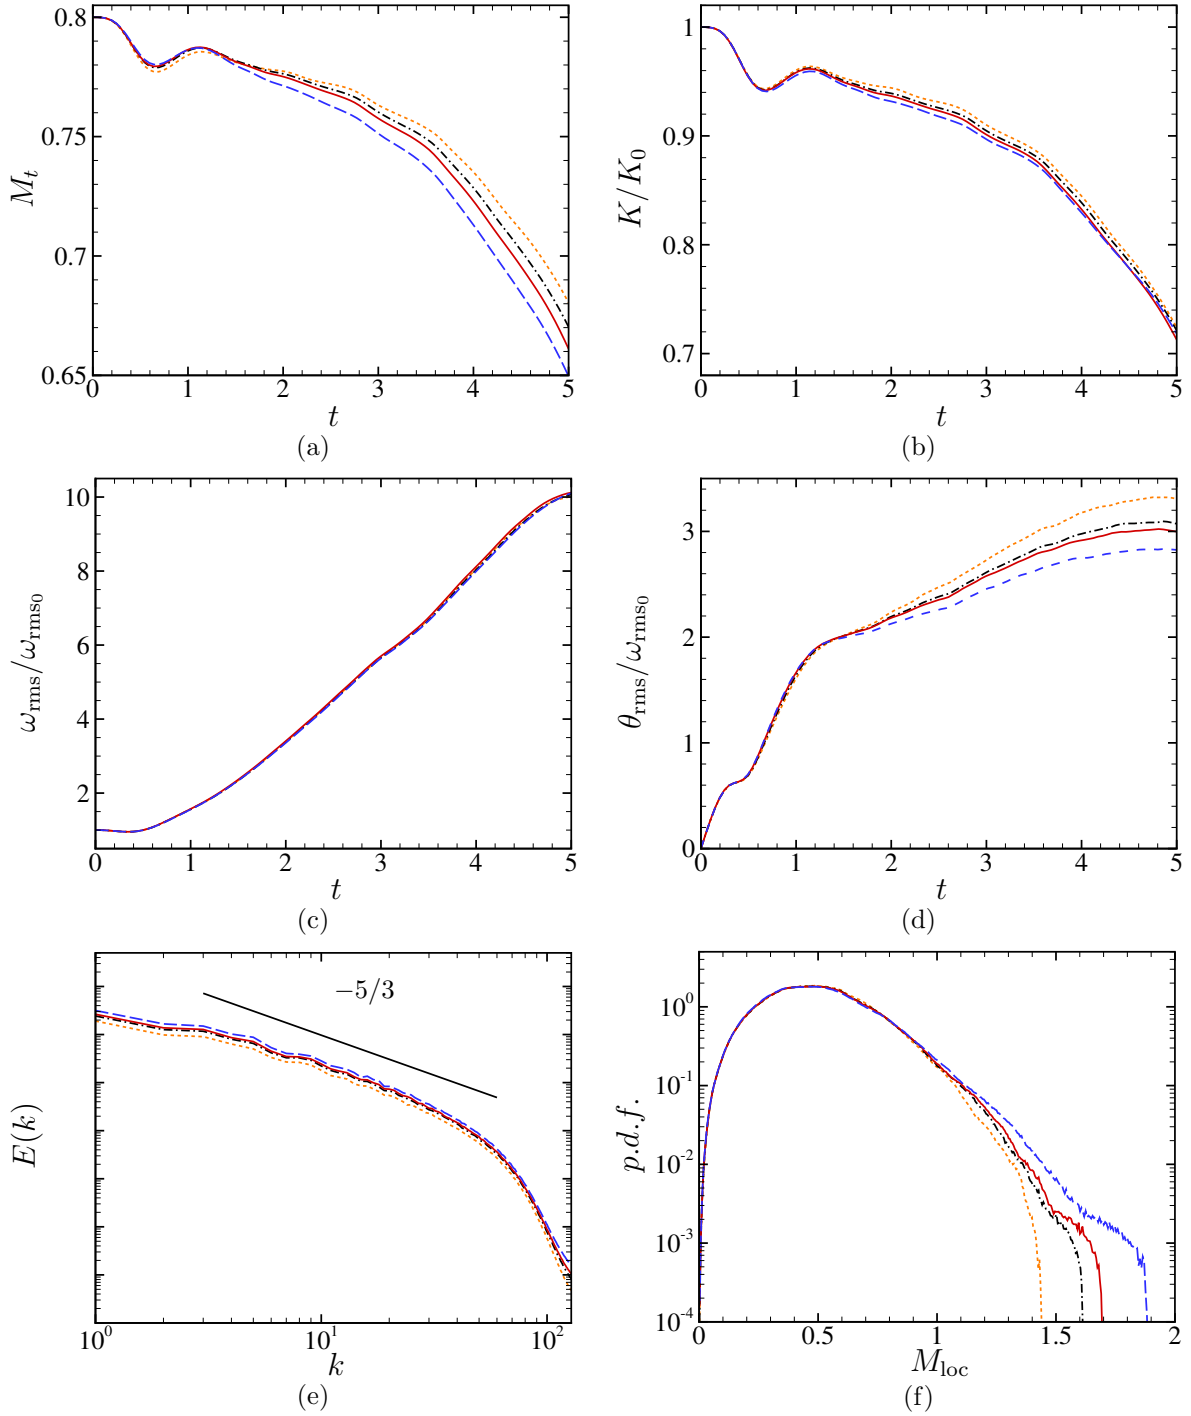 0.8
0.75
0.7
0.65
M_t
0 1 2 3 4 5
t
(a)
1
0.9
0.8
0.7
K/K_0
0 1 2 3 4 5
t
(b)
10
8
6
4
2
ω_rms/ω_rms0
0 1 2 3 4 5
t
(c)
3
2
1
0
θ_rms/ω_rms0
0 1 2 3 4 5
t
(d)
−5/3
E(k)
10^0 10^1 10^2
k
(e)
10^0
10^-1
10^-2
10^-3
10^-4
p.d.f.
0 0.5 1 1.5 2
M_loc
(f)